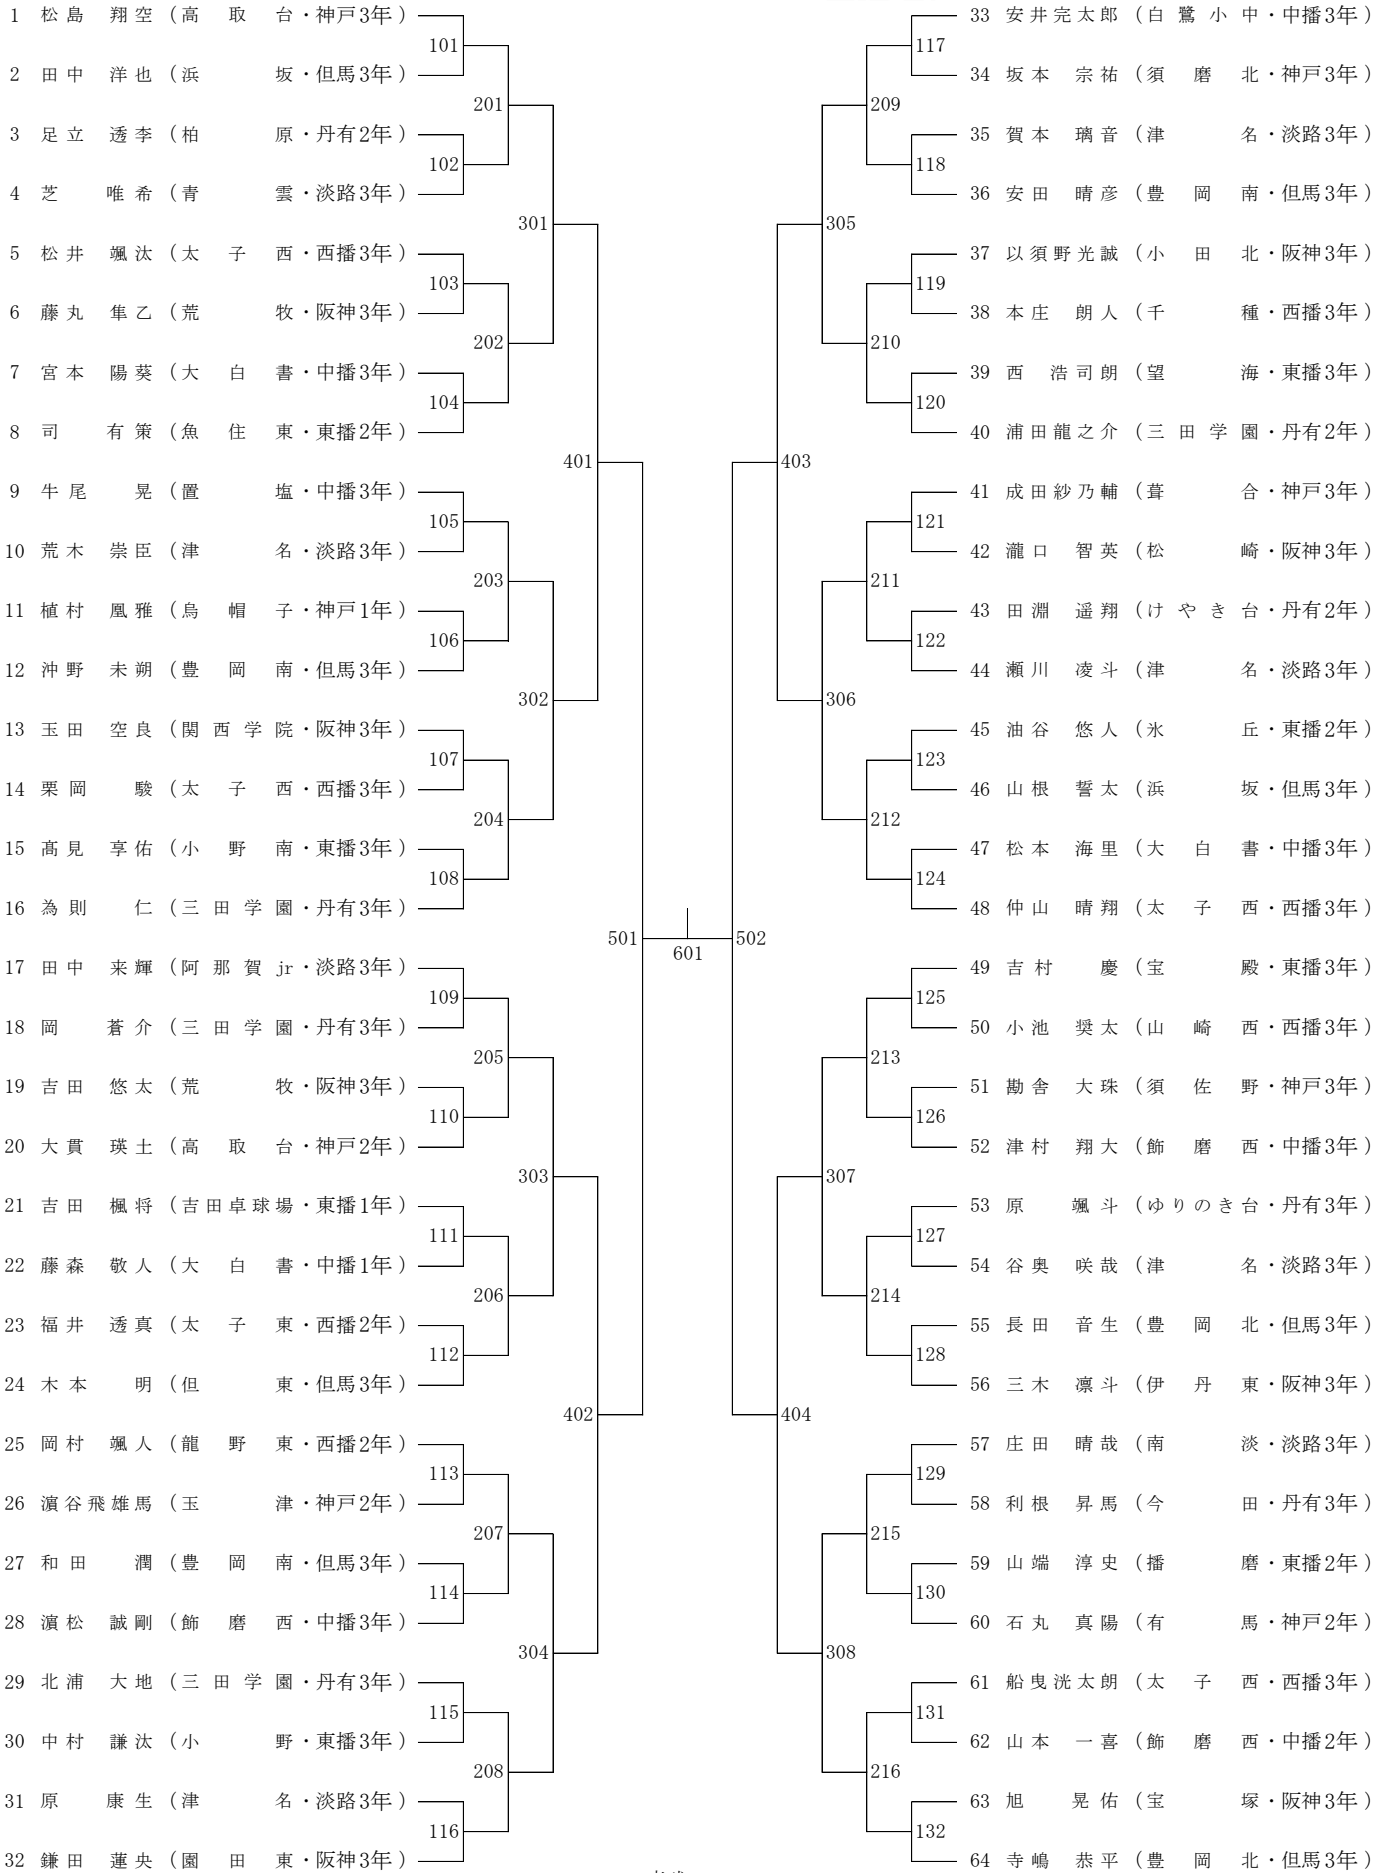 1 松島 翔空 (高取台・神戸3年)
101
2 田中 洋也 (浜坂・但馬3年)
201
3 足立 透李 (柏原・丹有2年)
102
4 芝 唯希 (青雲・淡路3年)
301
5 松井 颯汰 (太子西・西播3年)
103
6 藤丸 隼乙 (荒牧・阪神3年)
202
7 宮本 陽葵 (大白書・中播3年)
104
8 司 有策 (魚住東・東播2年)
401
9 牛尾 晃 (置塩・中播3年)
105
10 荒木 崇臣 (津名・淡路3年)
203
11 植村 凰雅 (烏帽子・神戸1年)
106
12 沖野 未朔 (豊岡南・但馬3年)
302
13 玉田 空良 (関西学院・阪神3年)
107
14 栗岡 駿 (太子西・西播3年)
204
15 髙見 享佑 (小野南・東播3年)
108
16 為則 仁 (三田学園・丹有3年)
501
601
17 田中 来輝 (阿那賀jr・淡路3年)
109
18 岡 蒼介 (三田学園・丹有3年)
205
19 吉田 悠太 (荒牧・阪神3年)
110
20 大貫 瑛土 (高取台・神戸2年)
303
21 吉田 楓将 (吉田卓球場・東播1年)
111
22 藤森 敬人 (大白書・中播1年)
206
23 福井 透真 (太子東・西播2年)
112
24 木本 明 (但東・但馬3年)
402
25 岡村 颯人 (龍野東・西播2年)
113
26 濵谷飛雄馬 (玉津・神戸2年)
207
27 和田 潤 (豊岡南・但馬3年)
114
28 濵松 誠剛 (飾磨西・中播3年)
304
29 北浦 大地 (三田学園・丹有3年)
115
30 中村 謙汰 (小野・東播3年)
208
31 原 康生 (津名・淡路3年)
116
32 鎌田 蓮央 (園田東・阪神3年)
33 安井完太郎 (白鷺小中・中播3年)
117
34 坂本 宗祐 (須磨北・神戸3年)
209
35 賀本 璃音 (津名・淡路3年)
118
36 安田 晴彦 (豊岡南・但馬3年)
305
37 以須野光誠 (小田北・阪神3年)
119
38 本庄 朗人 (千種・西播3年)
210
39 西 浩司朗 (望海・東播3年)
120
40 浦田龍之介 (三田学園・丹有2年)
403
41 成田紗乃輔 (葺合・神戸3年)
121
42 瀧口 智英 (松崎・阪神3年)
211
43 田淵 遥翔 (けやき台・丹有2年)
122
44 瀬川 凌斗 (津名・淡路3年)
306
45 油谷 悠人 (氷丘・東播2年)
123
46 山根 誓太 (浜坂・但馬3年)
212
47 松本 海里 (大白書・中播3年)
124
48 仲山 晴翔 (太子西・西播3年)
502
49 吉村 慶 (宝殿・東播3年)
125
50 小池 奨太 (山崎西・西播3年)
213
51 勘舎 大珠 (須佐野・神戸3年)
126
52 津村 翔大 (飾磨西・中播3年)
307
53 原 颯斗 (ゆりのき台・丹有3年)
127
54 谷奥 咲哉 (津名・淡路3年)
214
55 長田 音生 (豊岡北・但馬3年)
128
56 三木 凛斗 (伊丹東・阪神3年)
404
57 庄田 晴哉 (南淡・淡路3年)
129
58 利根 昇馬 (今田・丹有3年)
215
59 山端 淳史 (播磨・東播2年)
130
60 石丸 真陽 (有馬・神戸2年)
308
61 船曳洸太朗 (太子西・西播3年)
131
62 山本 一喜 (飾磨西・中播2年)
216
63 旭 晃佑 (宝塚・阪神3年)
132
64 寺嶋 恭平 (豊岡北・但馬3年)